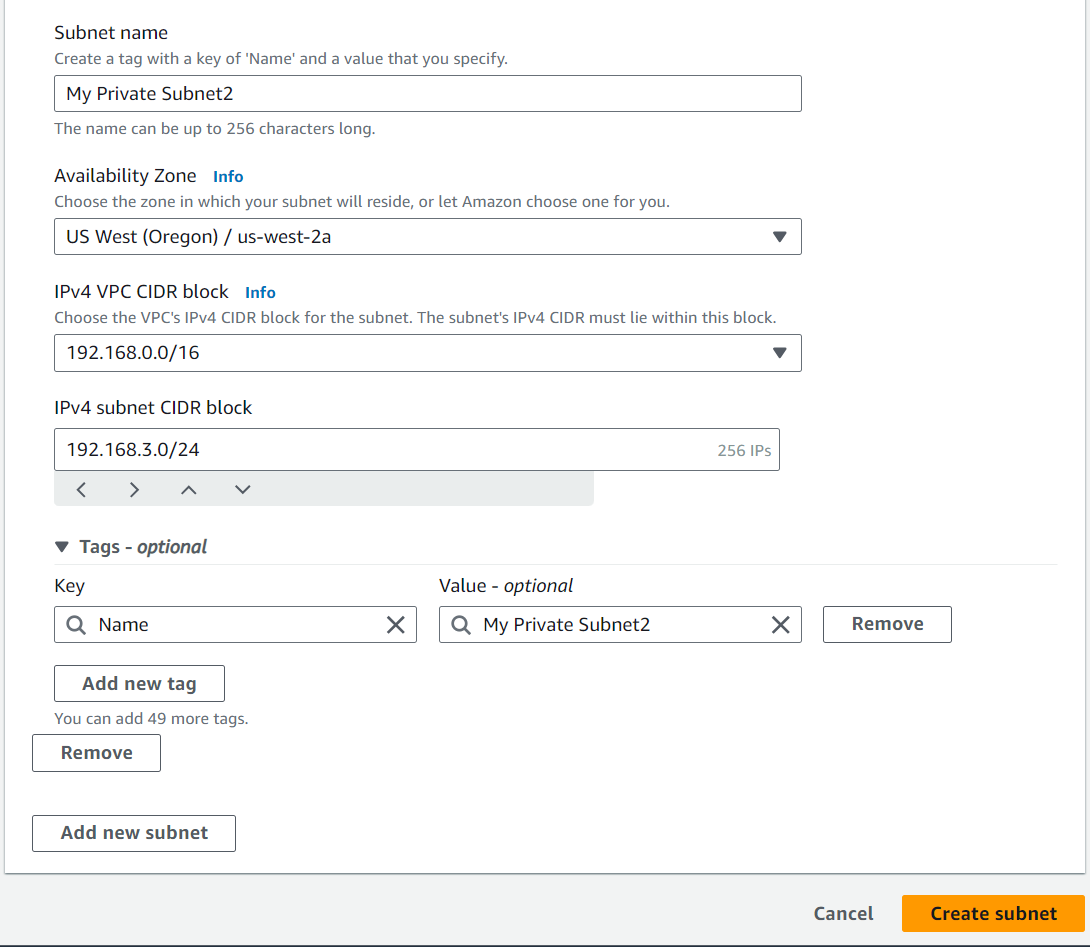 Subnet name
Create a tag with a key of 'Name' and a value that you specify.
My Private Subnet2
The name can be up to 256 characters long.
Availability Zone Info
Choose the zone in which your subnet will reside, or let Amazon choose one for you.
US West (Oregon) / us-west-2a
IPv4 VPC CIDR block Info
Choose the VPC's IPv4 CIDR block for the subnet. The subnet's IPv4 CIDR must lie within this block.
192.168.0.0/16
IPv4 subnet CIDR block
192.168.3.0/24 256 IPs
Tags - optional
Key Value - optional
Name My Private Subnet2 Remove
Add new tag
You can add 49 more tags.
Remove
Add new subnet
Cancel Create subnet